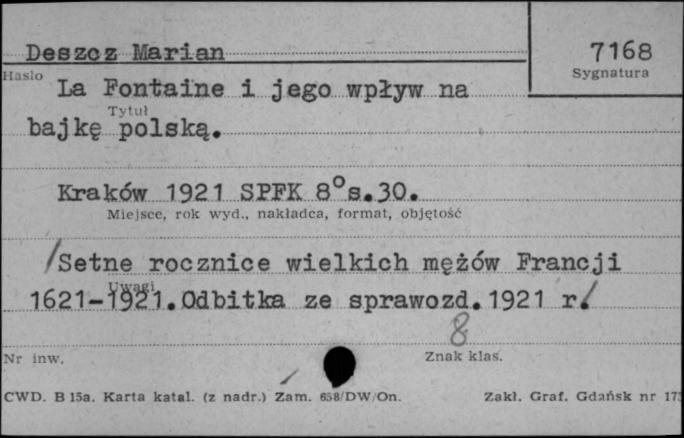 Deszcz Marian
7168
Hasło
Sygnatura
La Fontaine i jego wpływ na
Tytuł
bajkę polską.
Kraków 1921 SPFK 8° s.30.
Miejsce, rok wyd., nakładca, format, objętość
/Setne rocznice wielkich mężów Francji
Uwagi
1621-1921. Odbitka ze sprawozd. 1921 r./
8
Nr inw.
Znak klas.
CWD. B 15a. Karta katal. (z nadr.) Zam. 658/DW/On.
Zakł. Graf. Gdańsk nr